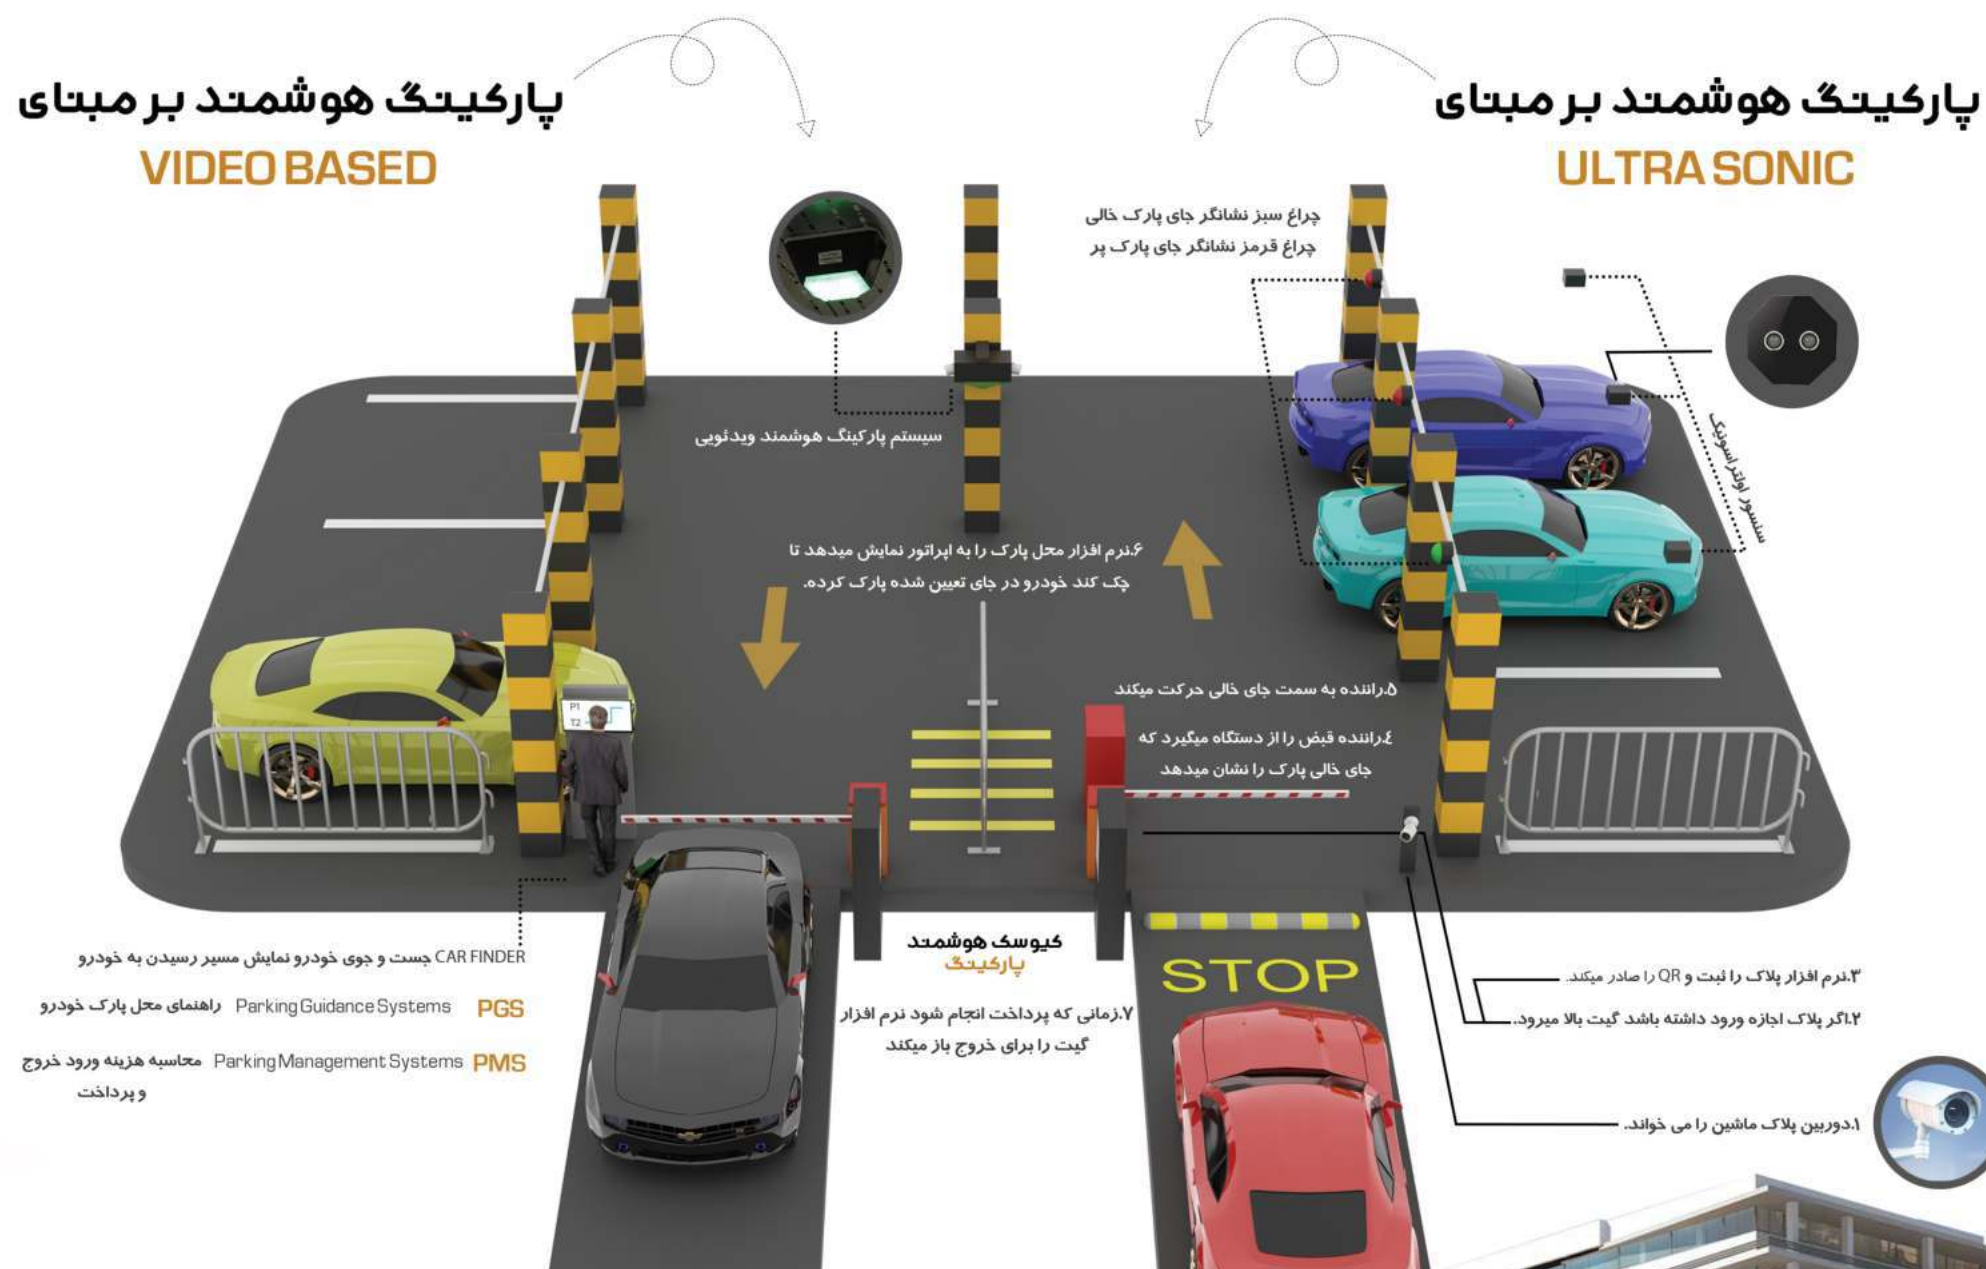 پارکینگ هوشمند بر مبنای
ULTRA SONIC
پارکینگ هوشمند بر مبنای
VIDEO BASED
چراغ سبز نشانگر جای پارک خالی
چراغ قرمز نشانگر جای پارک پر
سنسور اولتراسونیک
سیستم پارکینگ هوشمند ویدئویی
۶.نرم افزار محل پارک را به اپراتور نمایش میدهد تا
چک کند خودرو در جای تعیین شده پارک کرده.
۵.راننده به سمت جای خالی حرکت میکند
٤.راننده قبض را از دستگاه میگیرد که
جای خالی پارک را نشان میدهد
P1
T2
۳.نرم افزار پلاک را ثبت و QR را صادر میکند.
۲.اگر پلاک اجازه ورود داشته باشد گیت بالا میرود.
۱.دوربین پلاک ماشین را می خواند.
STOP
کیوسک هوشمند
پارکینگ
۷.زمانی که پرداخت انجام شود نرم افزار
گیت را برای خروج باز میکند
CAR FINDER جست و جوی خودرو نمایش مسیر رسیدن به خودرو
PGS Parking Guidance Systems راهنمای محل پارک خودرو
PMS Parking Management Systems محاسبه هزینه ورود خروج
و پرداخت